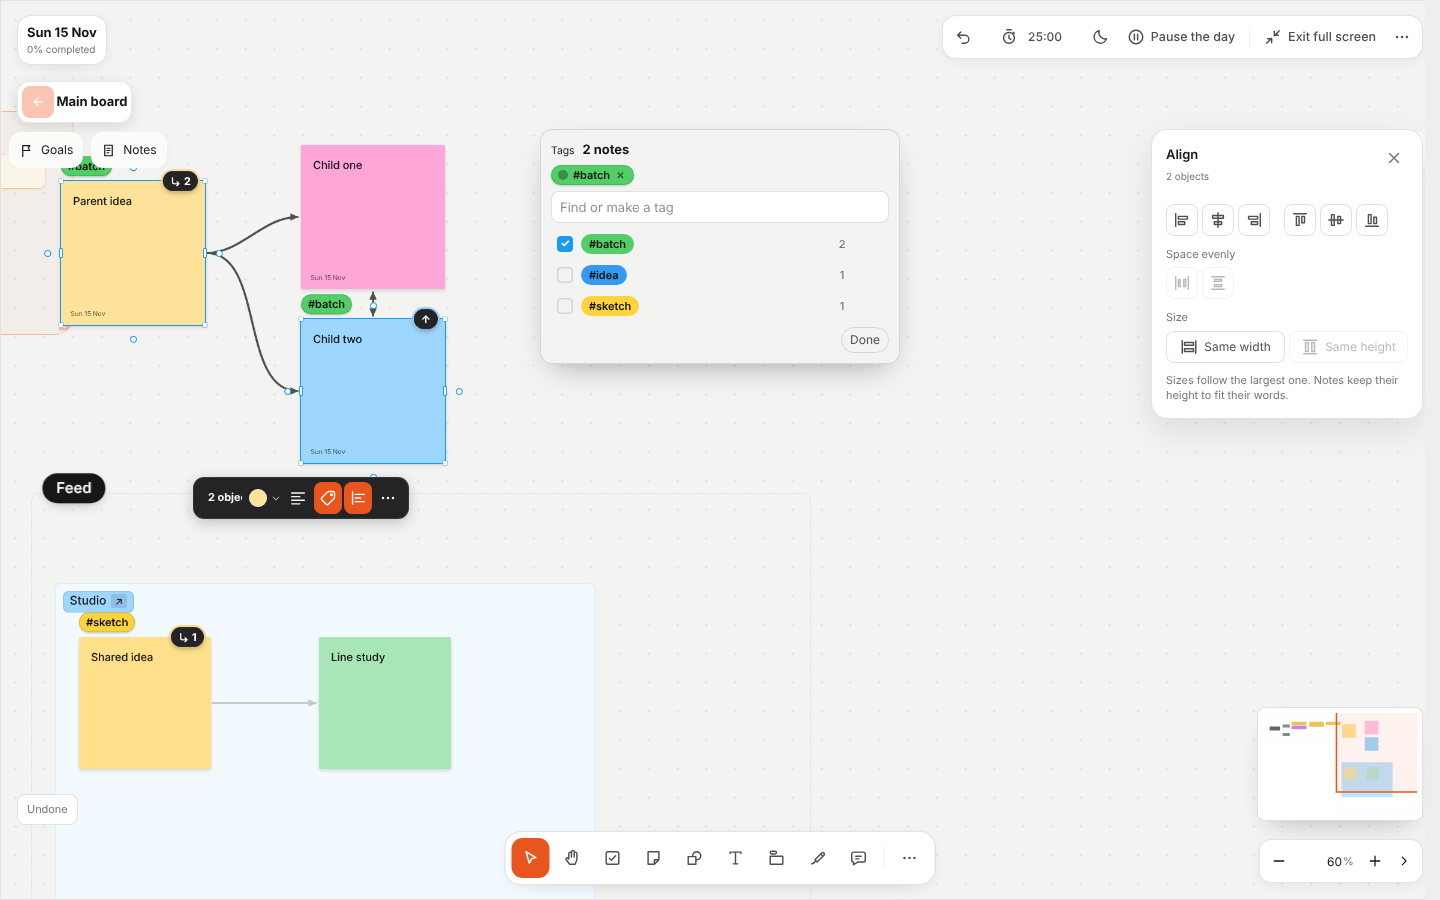 Sun 15 Nov
0% completed
25:00
Pause the day
Exit full screen
Main board
Goals
Notes
#batch
2
Parent idea
Sun 15 Nov
Child one
Sun 15 Nov
#batch
Child two
Sun 15 Nov
Tags 2 notes
#batch
Find or make a tag
#batch 2
#idea 1
#sketch 1
Done
Align
2 objects
Space evenly
Size
Same width
Same height
Sizes follow the largest one. Notes keep their
height to fit their words.
Feed
2 objec
Studio
#sketch
1
Shared idea
Line study
Undone
60%